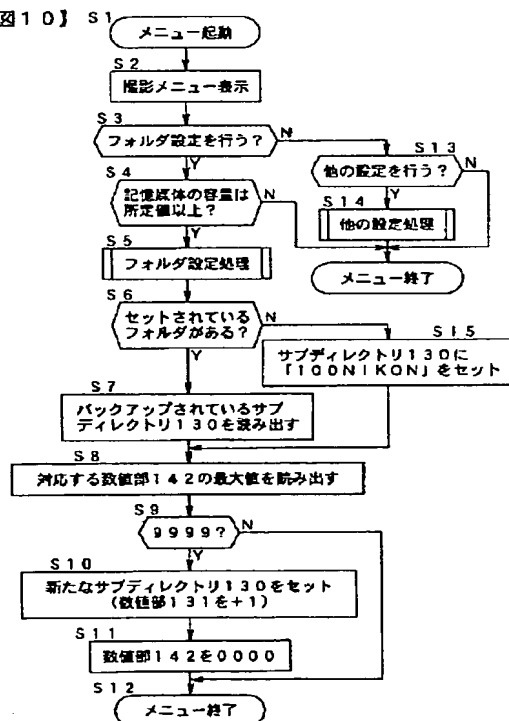 図10】 S1
メニュー起動
S2
撮影メニュー表示
S3
フォルダ設定を行う?
N
Y
S13
他の設定を行う?
N
Y
S4
記憶媒体の容量は
所定値以上?
N
Y
S14
他の設定処理
S5
フォルダ設定処理
メニュー終了
S6
セットされている
フォルダがある?
N
Y
S15
サブディレクトリ130に
「100NIKON」をセット
S7
バックアップされているサブ
ディレクトリ130を読み出す
S8
対応する数値部142の最大値を読み出す
S9
9999?
N
Y
S10
新たなサブディレクトリ130をセット
(数値部131を+1)
S11
数値部142を0000
S12
メニュー終了